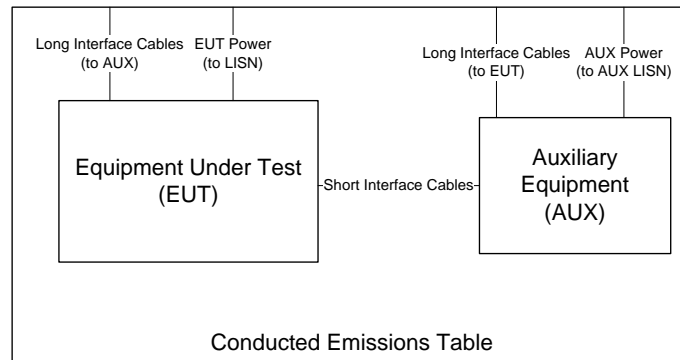 Long Interface Cables
(to AUX)
EUT Power
(to LISN)
Long Interface Cables
(to EUT)
AUX Power
(to AUX LISN)
Equipment Under Test
(EUT)
Short Interface Cables
Auxiliary
Equipment
(AUX)
Conducted Emissions Table